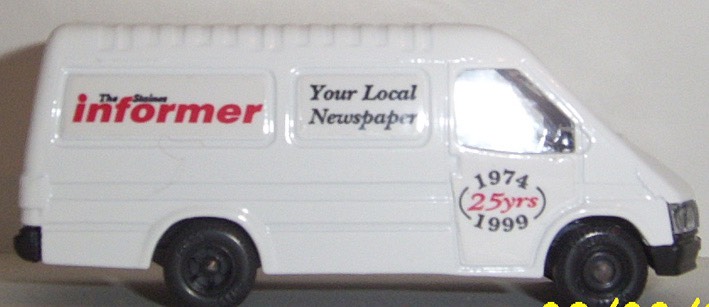 The Staines
informer
Your Local
Newspaper
1974
25yrs
1999